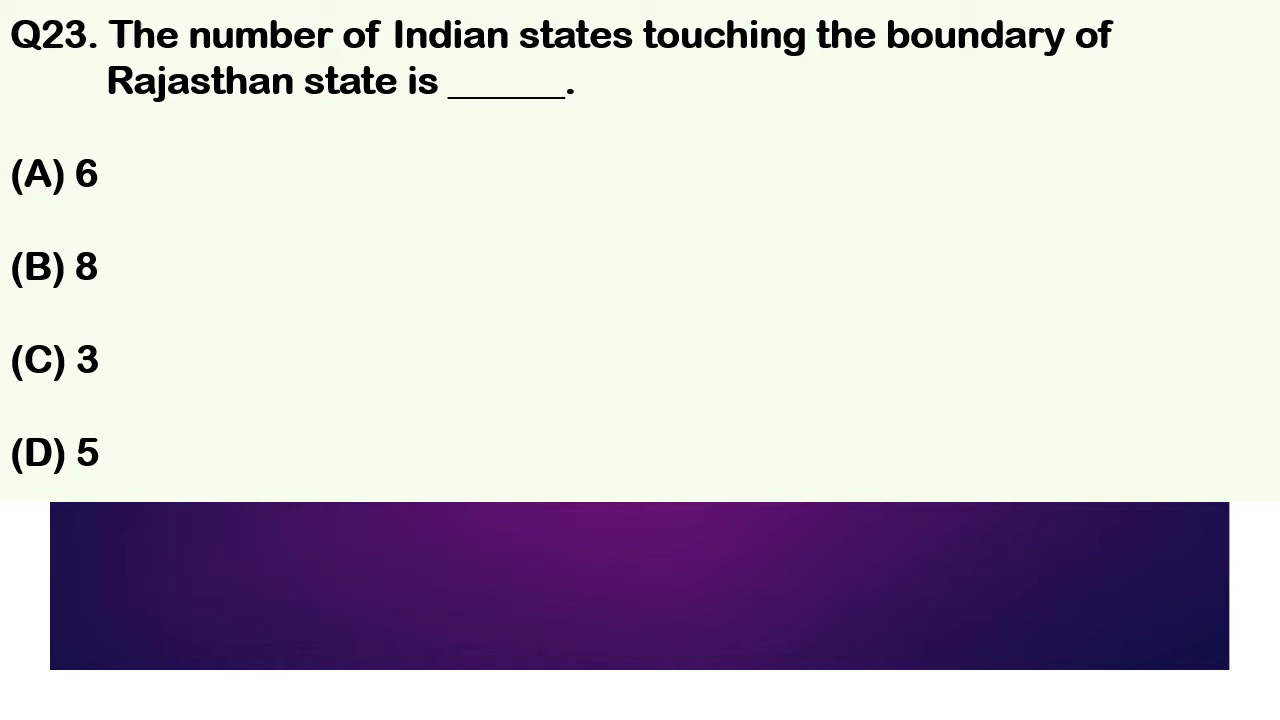 Q23. The number of Indian states touching the boundary of
Rajasthan state is ______.
(A) 6
(B) 8
(C) 3
(D) 5